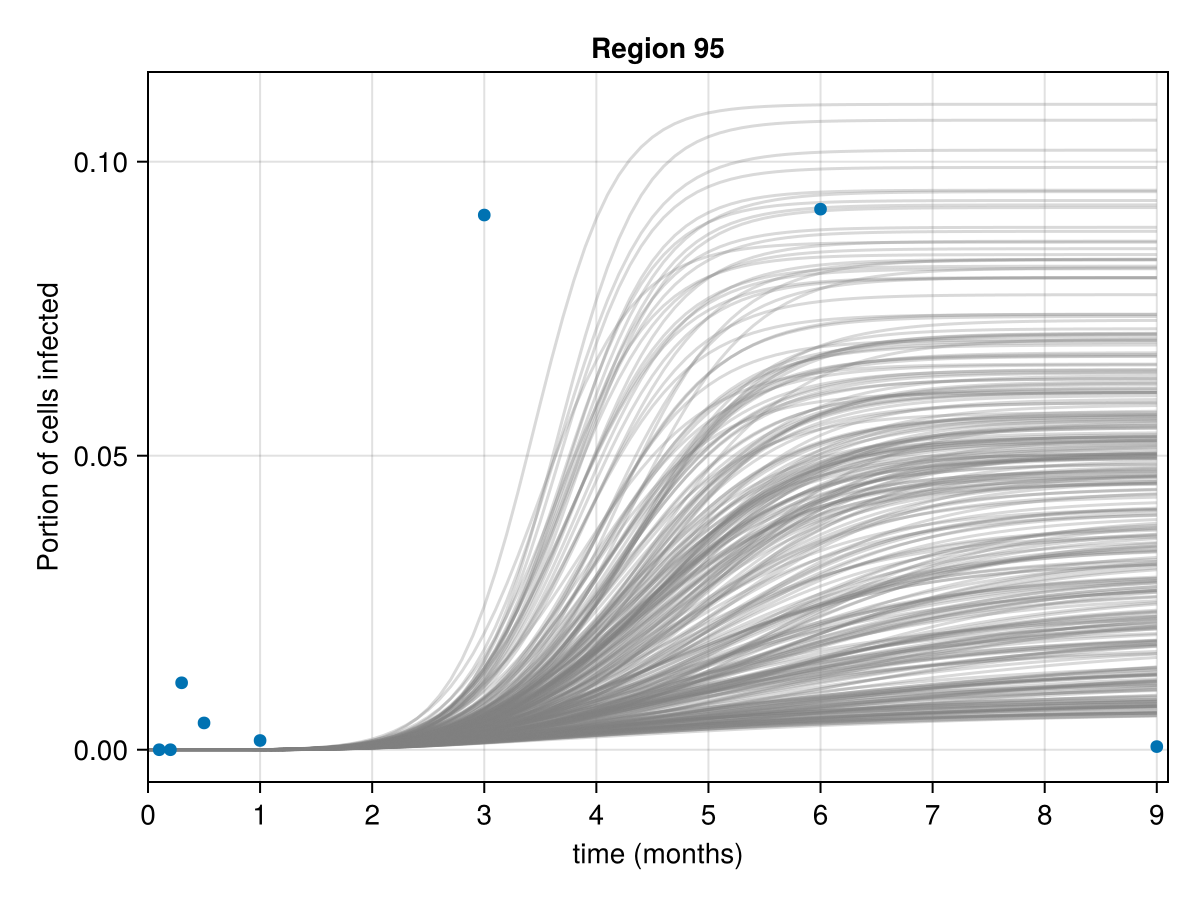 Region 95
Portion of cells infected
0.10
0.05
0.00
0 1 2 3 4 5 6 7 8 9
time (months)